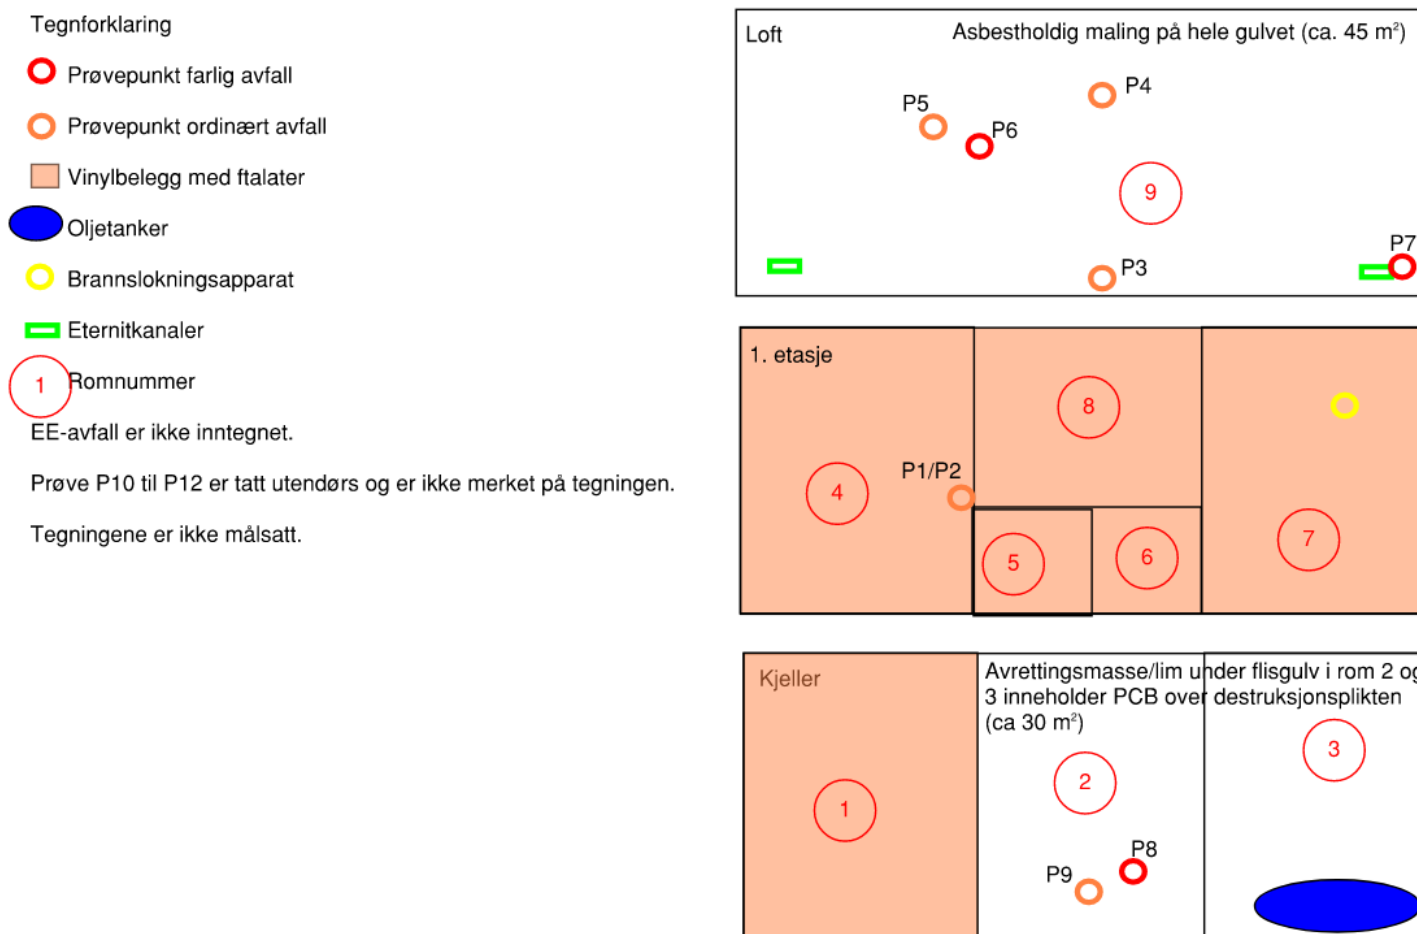 Tegnforklaring
Prøvepunkt farlig avfall
Prøvepunkt ordinært avfall
Vinylbelegg med ftalater
Oljetanker
Brannslokningsapparat
Eternitkanaler
1 Romnummer
EE-avfall er ikke inntegnet.
Prøve P10 til P12 er tatt utendørs og er ikke merket på tegningen.
Tegningene er ikke målsatt.
Loft
Asbestholdig maling på hele gulvet (ca. 45 m²)
P4
P5
P6
9
P7
P3
1. etasje
8
P1/P2
4
7
5
6
Kjeller
Avrettingsmasse/lim under flisgulv i rom 2 og
3 inneholder PCB over destruksjonsplikten
(ca 30 m²)
3
2
1
P8
P9